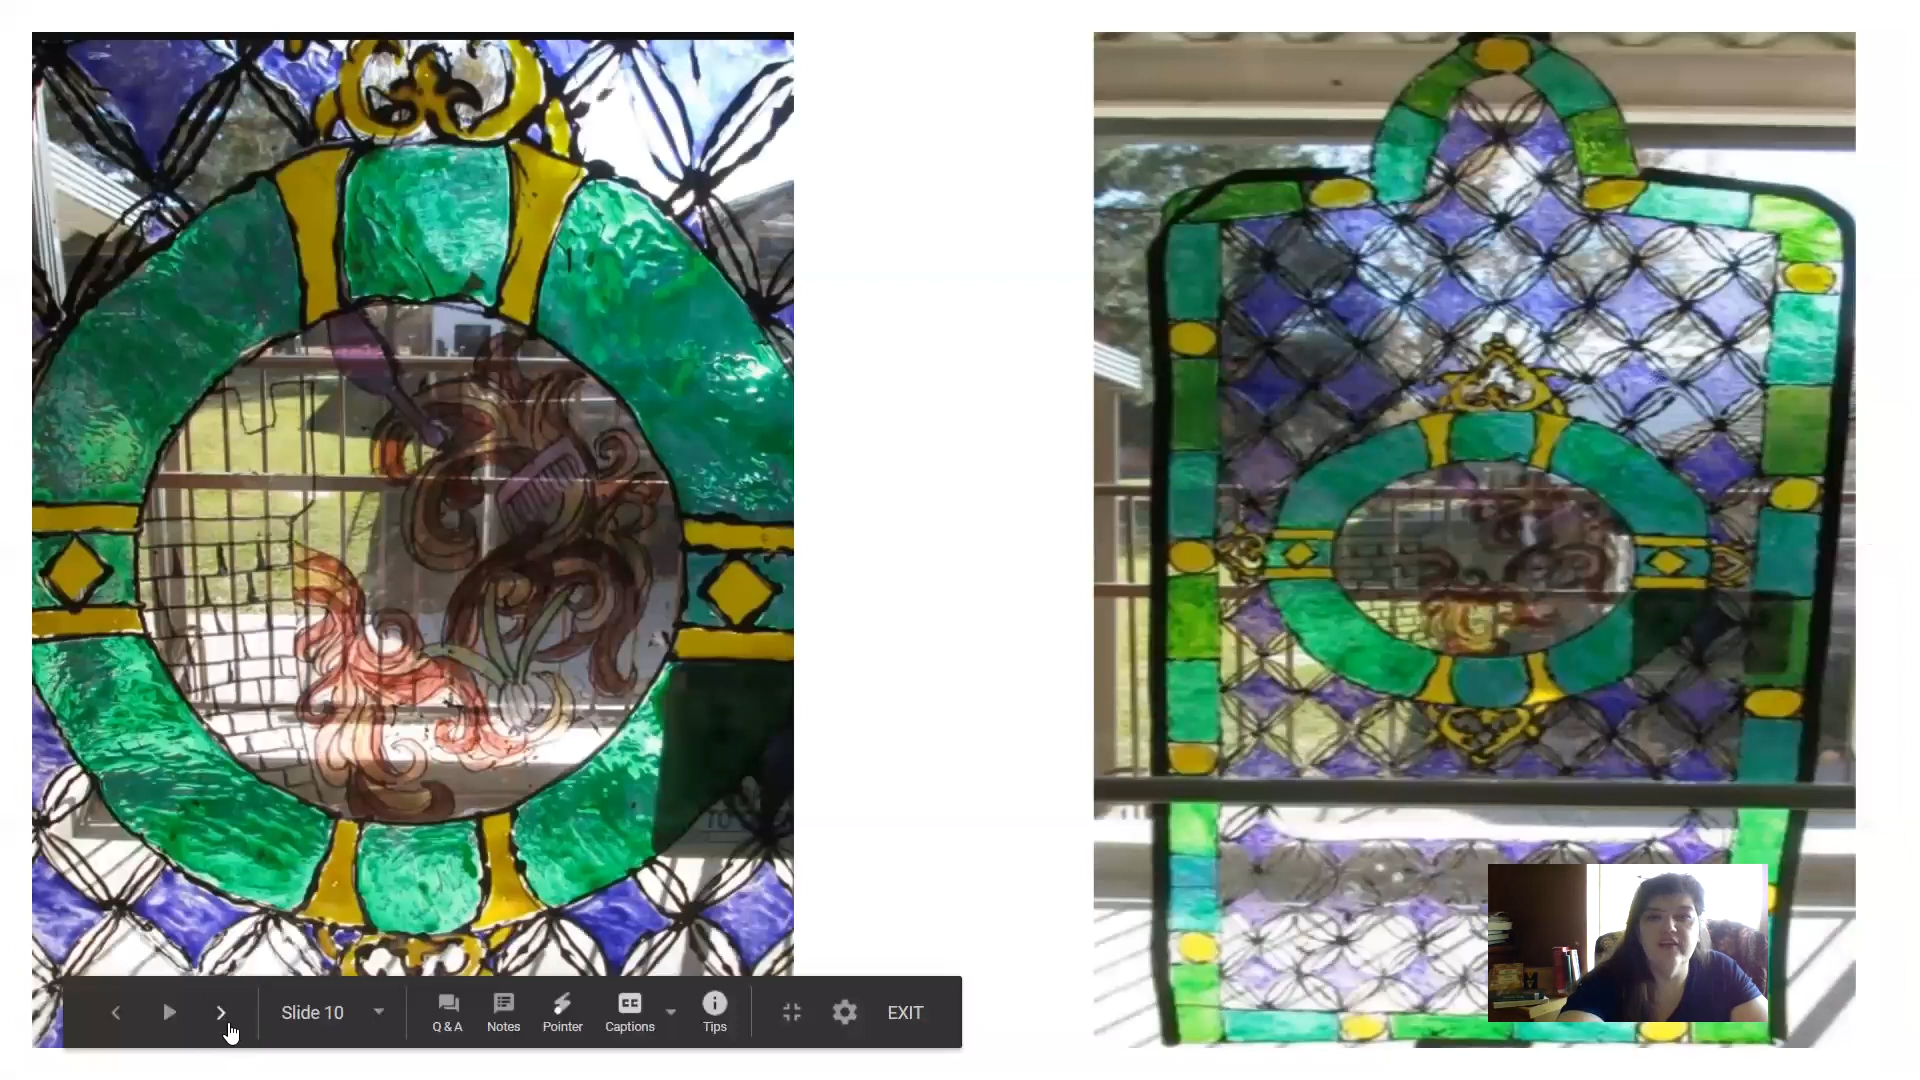 Slide 10
Q & A
Notes
Pointer
Captions
Tips
EXIT